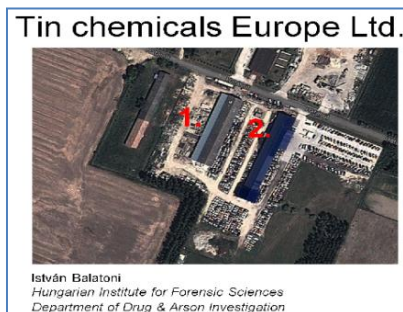 Tin chemicals Europe Ltd.
1.
2.
István Balatoni
Hungarian Institute for Forensic Sciences
Department of Drug & Arson Investigation